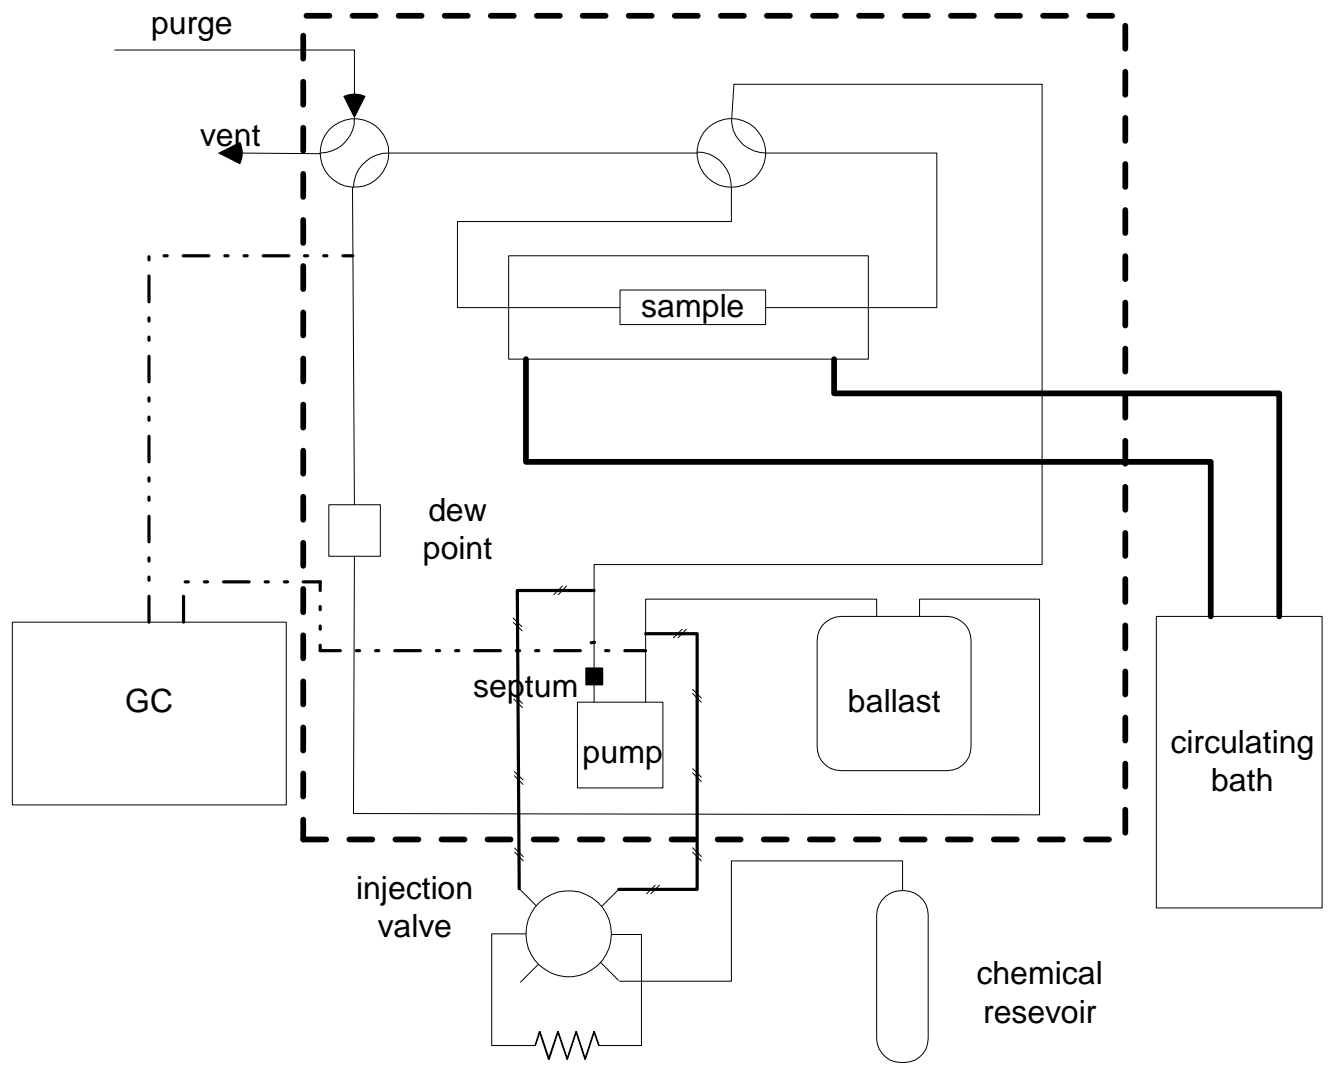 purge
vent
sample
dew
point
septum
GC
pump
ballast
circulating
bath
injection
valve
chemical
resevoir